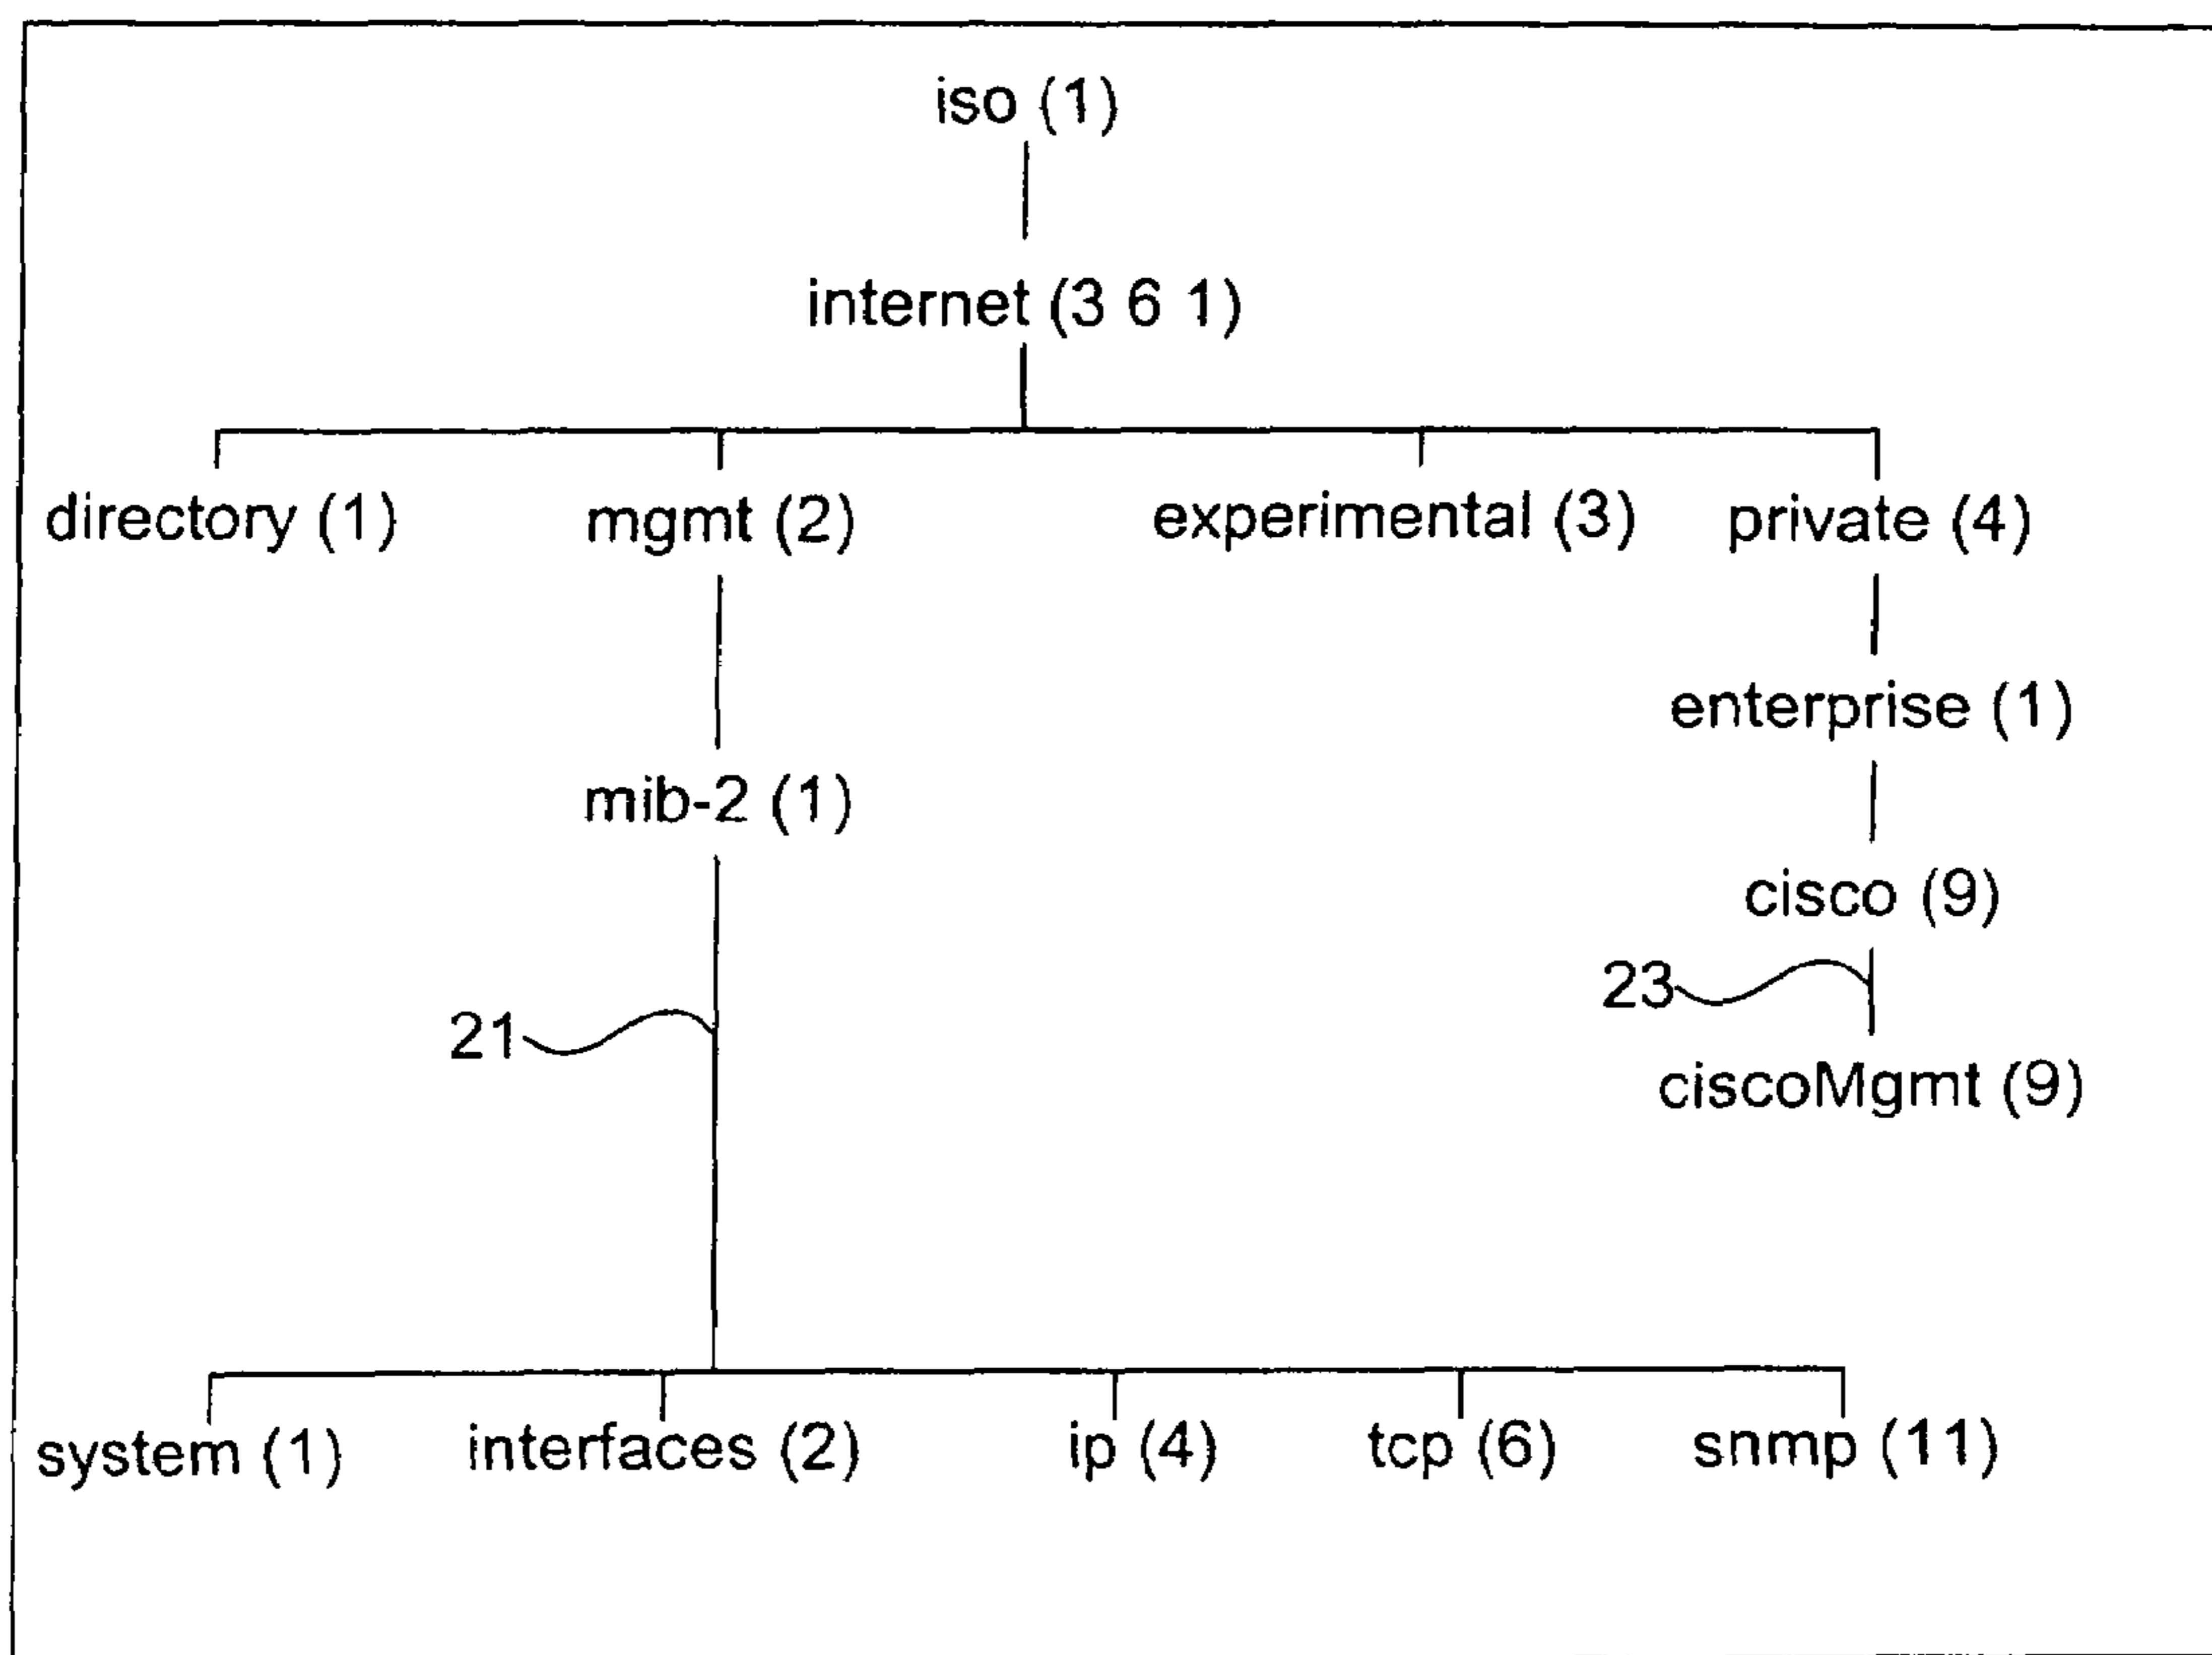 iso (1)
internet (3 6 1)
directory (1) mgmt (2) experimental (3) private (4)
enterprise (1)
mib-2 (1)
cisco (9)
23
21
ciscoMgmt (9)
system (1) interfaces (2) ip (4) tcp (6) snmp (11)